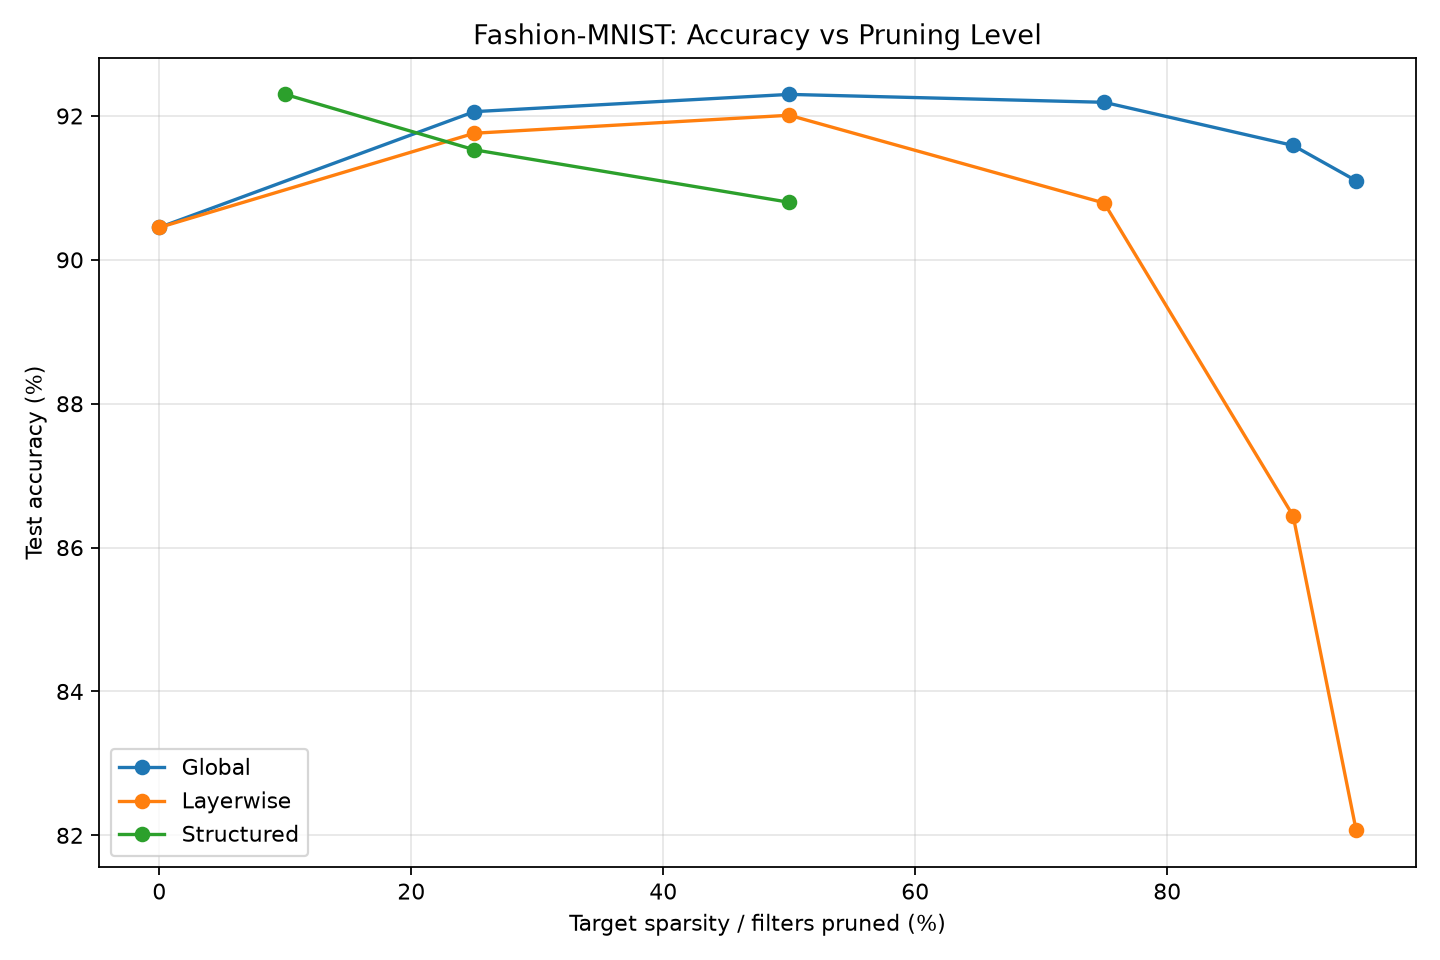 Fashion-MNIST: Accuracy vs Pruning Level
Test accuracy (%)
92
90
88
86
84
82
Global
Layerwise
Structured
0 20 40 60 80
Target sparsity / filters pruned (%)